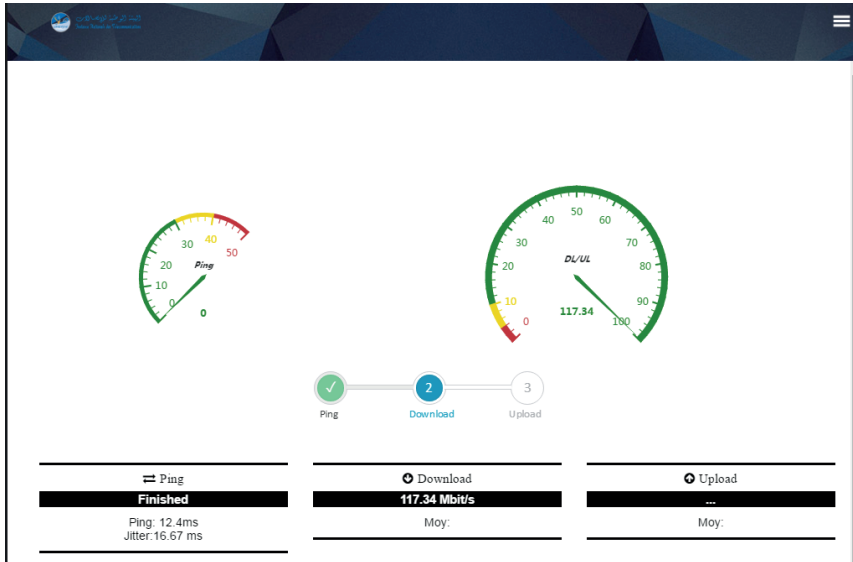 30
40
50
20
Ping
10
0
0
50
40
60
30
70
DL/UL
20
80
10
90
117.34
0
100
✓
2
3
Ping
Download
Upload
Ping
Download
Upload
Finished
117.34 Mbit/s
...
Ping: 12.4ms
Moy:
Moy:
Jitter:16.67 ms